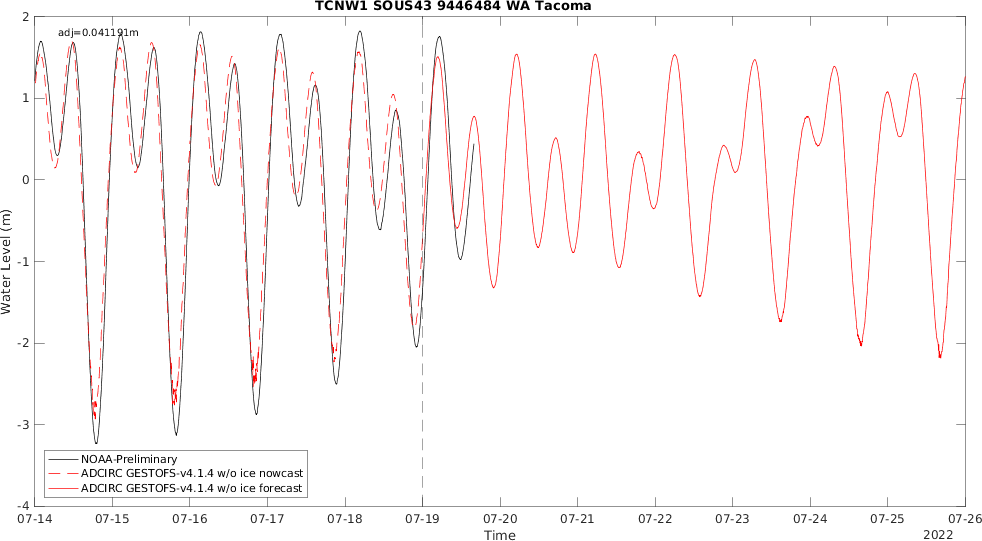 TCNW1 SOUS43 9446484 WA Tacoma
adj=0.041191m
2
1
0
-1
-2
-3
-4
Water Level (m)
NOAA-Preliminary
ADCIRC GESTOFS-v4.1.4 w/o ice nowcast
ADCIRC GESTOFS-v4.1.4 w/o ice forecast
07-14 07-15 07-16 07-17 07-18 07-19 07-20 07-21 07-22 07-23 07-24 07-25 07-26
Time
2022